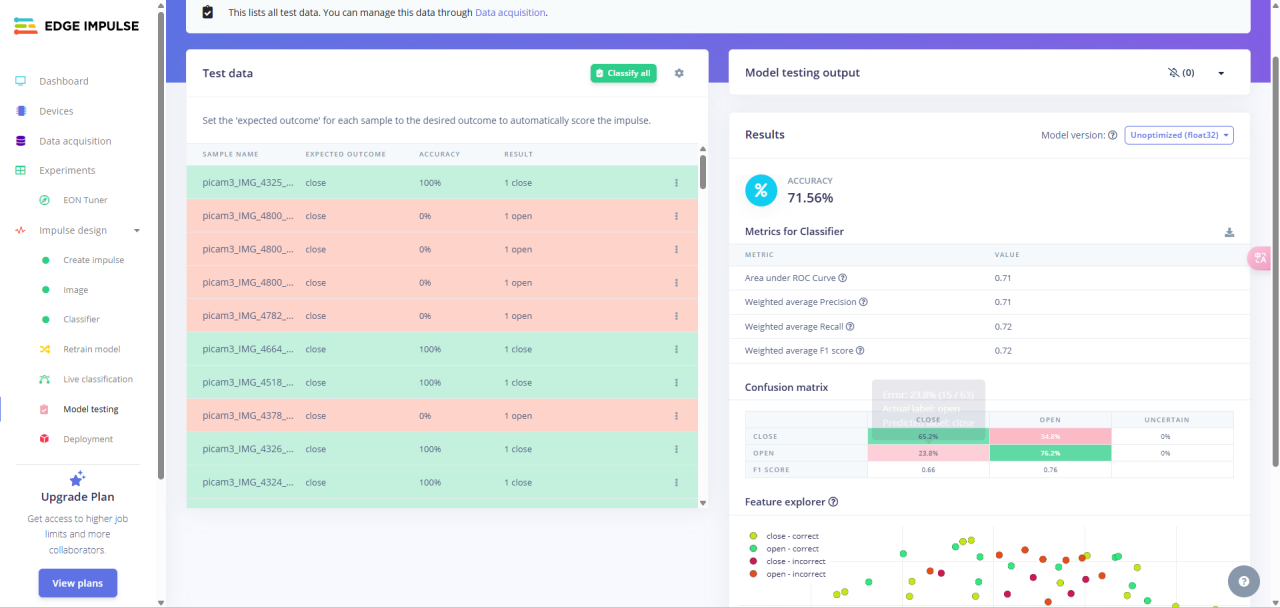 EDGE IMPULSE
Dashboard
Devices
Data acquisition
Experiments
EON Tuner
Impulse design
Create impulse
Image
Classifier
Retrain model
Live classification
Model testing
Deployment
Upgrade Plan
Get access to higher job
limits and more
collaborators.
View plans
This lists all test data. You can manage this data through Data acquisition.
Test data
Classify all
Set the 'expected outcome' for each sample to the desired outcome to automatically score the impulse.
SAMPLE NAME EXPECTED OUTCOME ACCURACY RESULT
picam3_IMG_4325_... close 100% 1 close
picam3_IMG_4800_... close 0% 1 open
picam3_IMG_4800_... close 0% 1 open
picam3_IMG_4800_... close 0% 1 open
picam3_IMG_4782_... close 0% 1 open
picam3_IMG_4664_... close 100% 1 close
picam3_IMG_4518_... close 100% 1 close
picam3_IMG_4378_... close 0% 1 open
picam3_IMG_4326_... close 100% 1 close
picam3_IMG_4324_... close 100% 1 close
Model testing output
(0)
Results
Model version: Unoptimized (float32)
%
ACCURACY
71.56%
Metrics for Classifier
METRIC VALUE
Area under ROC Curve 0.71
Weighted average Precision 0.71
Weighted average Recall 0.72
Weighted average F1 score 0.72
Confusion matrix
Error: 23.8% (15 / 63)
Actual label: open
Predicted label: close
CLOSE OPEN UNCERTAIN
CLOSE 65.2% 34.8% 0%
OPEN 23.8% 76.2% 0%
F1 SCORE 0.66 0.76
Feature explorer
close - correct
open - correct
close - incorrect
open - incorrect